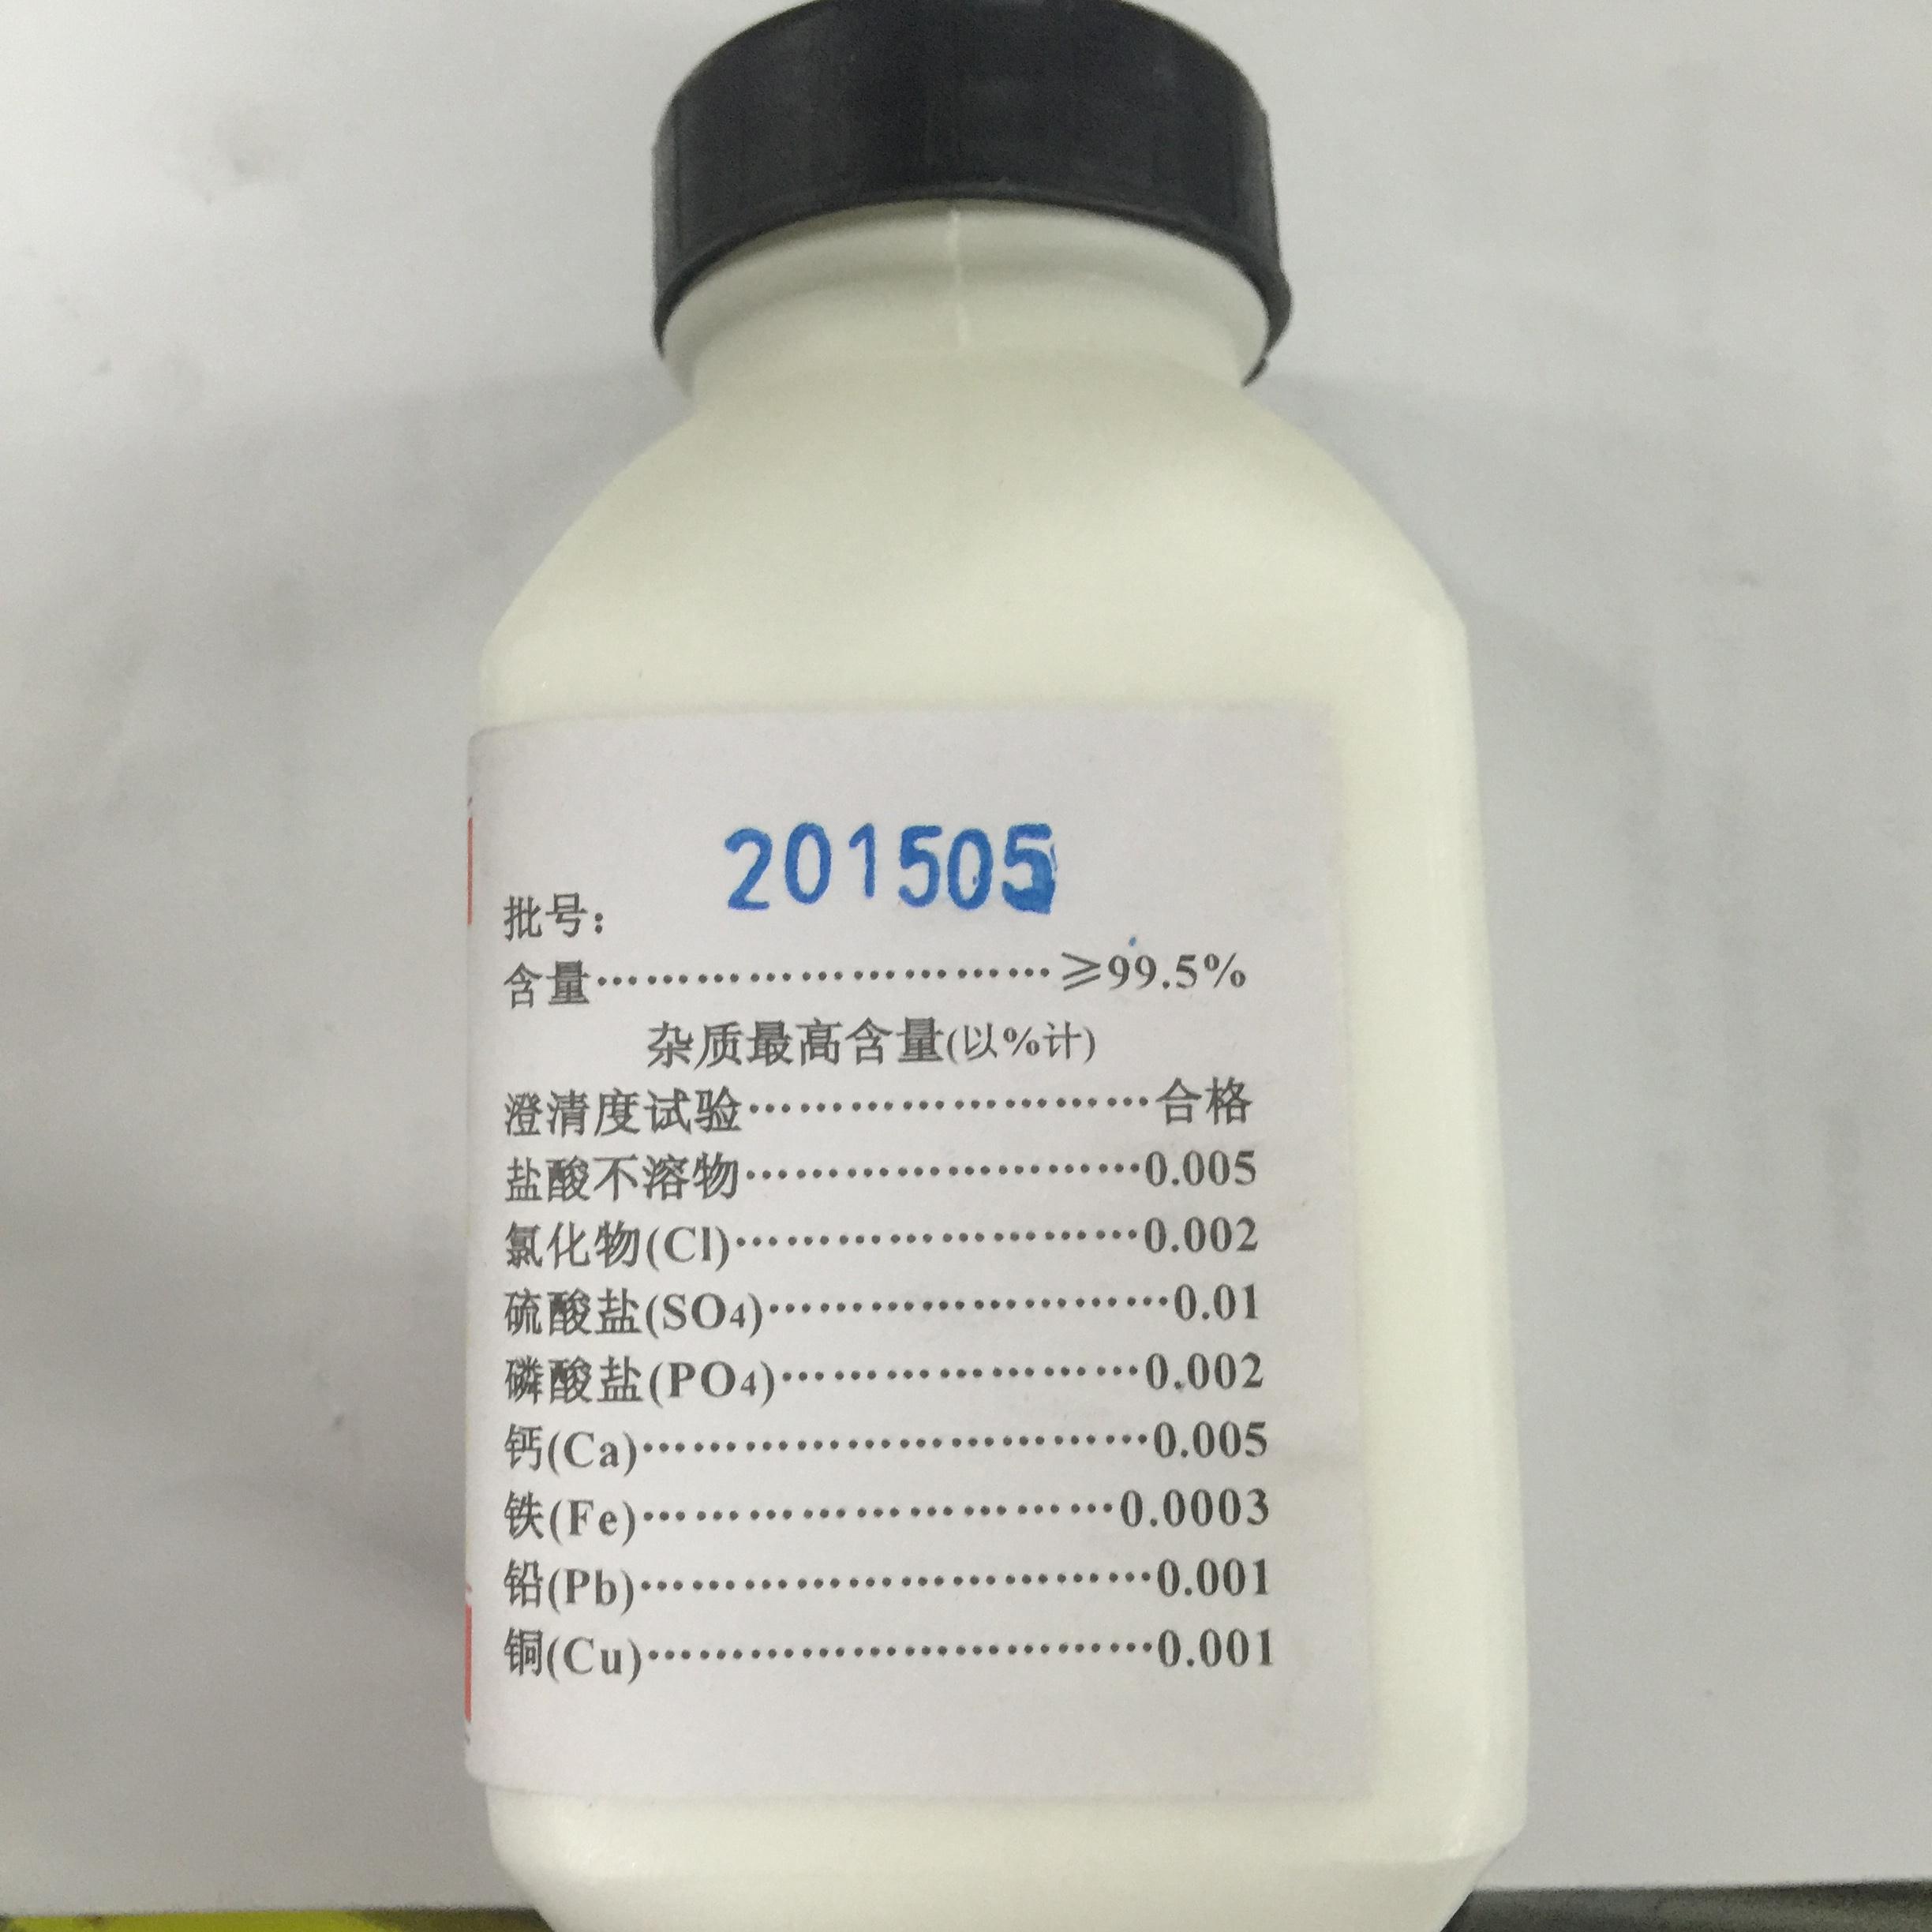 201505
批号:
含量……………………………≥99.5%
杂质最高含量(以%计)
澄清度试验……………………………合格
盐酸不溶物……………………………0.005
氯化物(Cl)……………………………0.002
硫酸盐(SO4)……………………………0.01
磷酸盐(PO4)……………………………0.002
钙(Ca)……………………………0.005
铁(Fe)……………………………0.0003
铅(Pb)……………………………0.001
铜(Cu)……………………………0.001